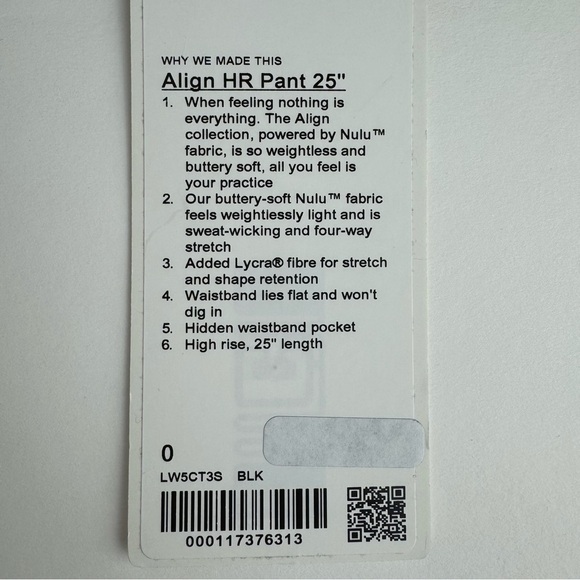 WHY WE MADE THIS
Align HR Pant 25"
1. When feeling nothing is
everything. The Align
collection, powered by Nulu™
fabric, is so weightless and
buttery soft, all you feel is
your practice
2. Our buttery-soft Nulu™ fabric
feels weightlessly light and is
sweat-wicking and four-way
stretch
3. Added Lycra® fibre for stretch
and shape retention
4. Waistband lies flat and won't
dig in
5. Hidden waistband pocket
6. High rise, 25" length
0
LW5CT3S BLK
000117376313